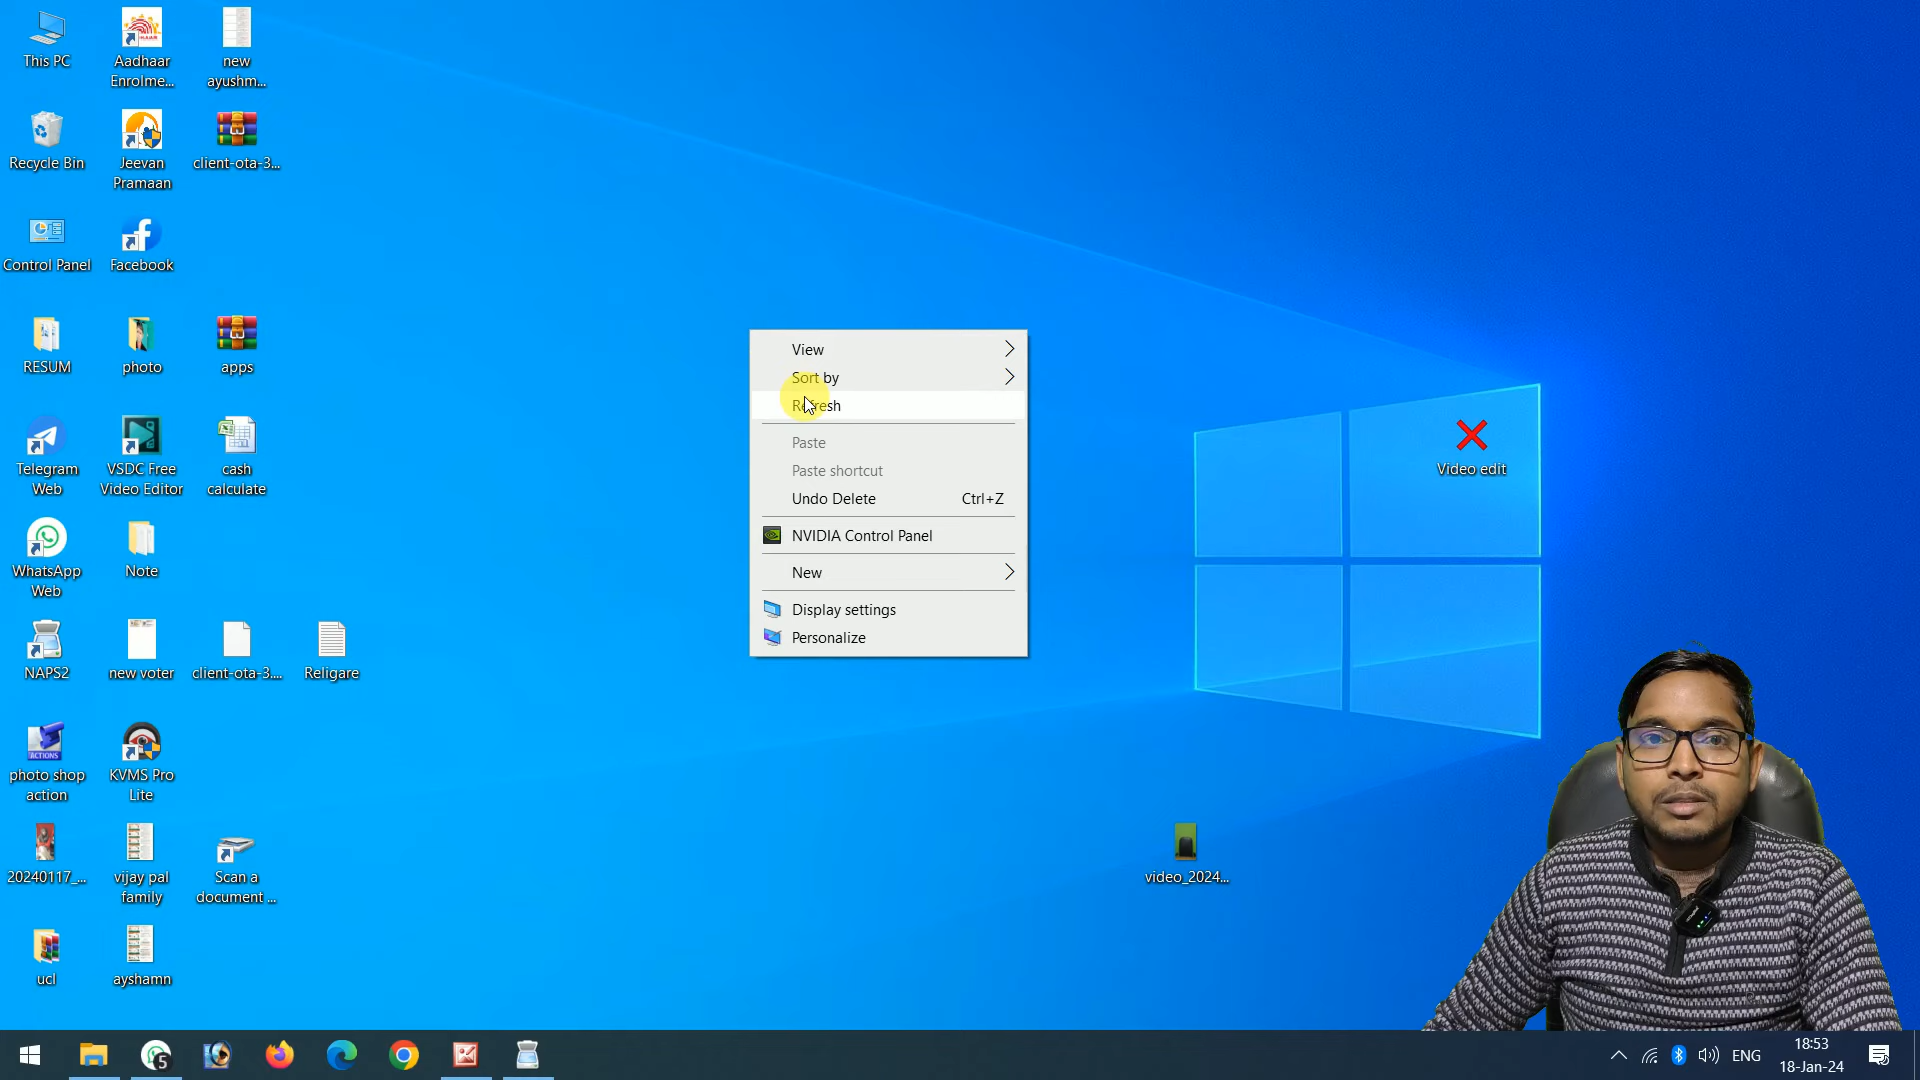 This PC
Aadhaar
Enrolme...
new
ayushm...
Recycle Bin
Jeevan
Pramaan
client-ota-3...
Control Panel
Facebook
RESUM
photo
apps
Telegram
Web
VSDC Free
Video Editor
cash
calculate
WhatsApp
Web
Note
NAPS2
new voter
client-ota-3....
Religare
ACTIONS
photo shop
action
KVMS Pro
Lite
20240117_...
vijay pal
family
Scan a
document ...
ucl
ayshamn
View
Sort by
Refresh
Paste
Paste shortcut
Undo Delete Ctrl+Z
NVIDIA Control Panel
New
Display settings
Personalize
Video edit
video_2024...
5
ENG
18:53
18-Jan-24